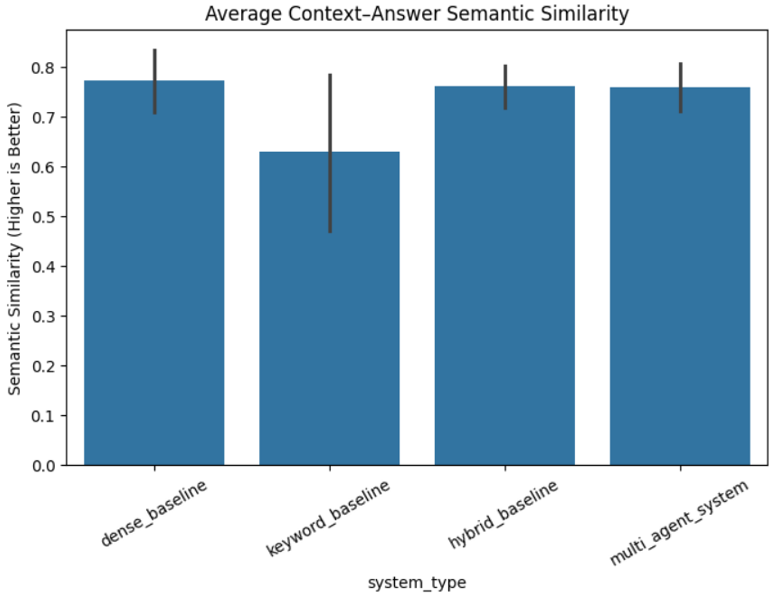 Average Context–Answer Semantic Similarity
Semantic Similarity (Higher is Better)
0.8
0.7
0.6
0.5
0.4
0.3
0.2
0.1
0.0
dense_baseline
keyword_baseline
hybrid_baseline
multi_agent_system
system_type